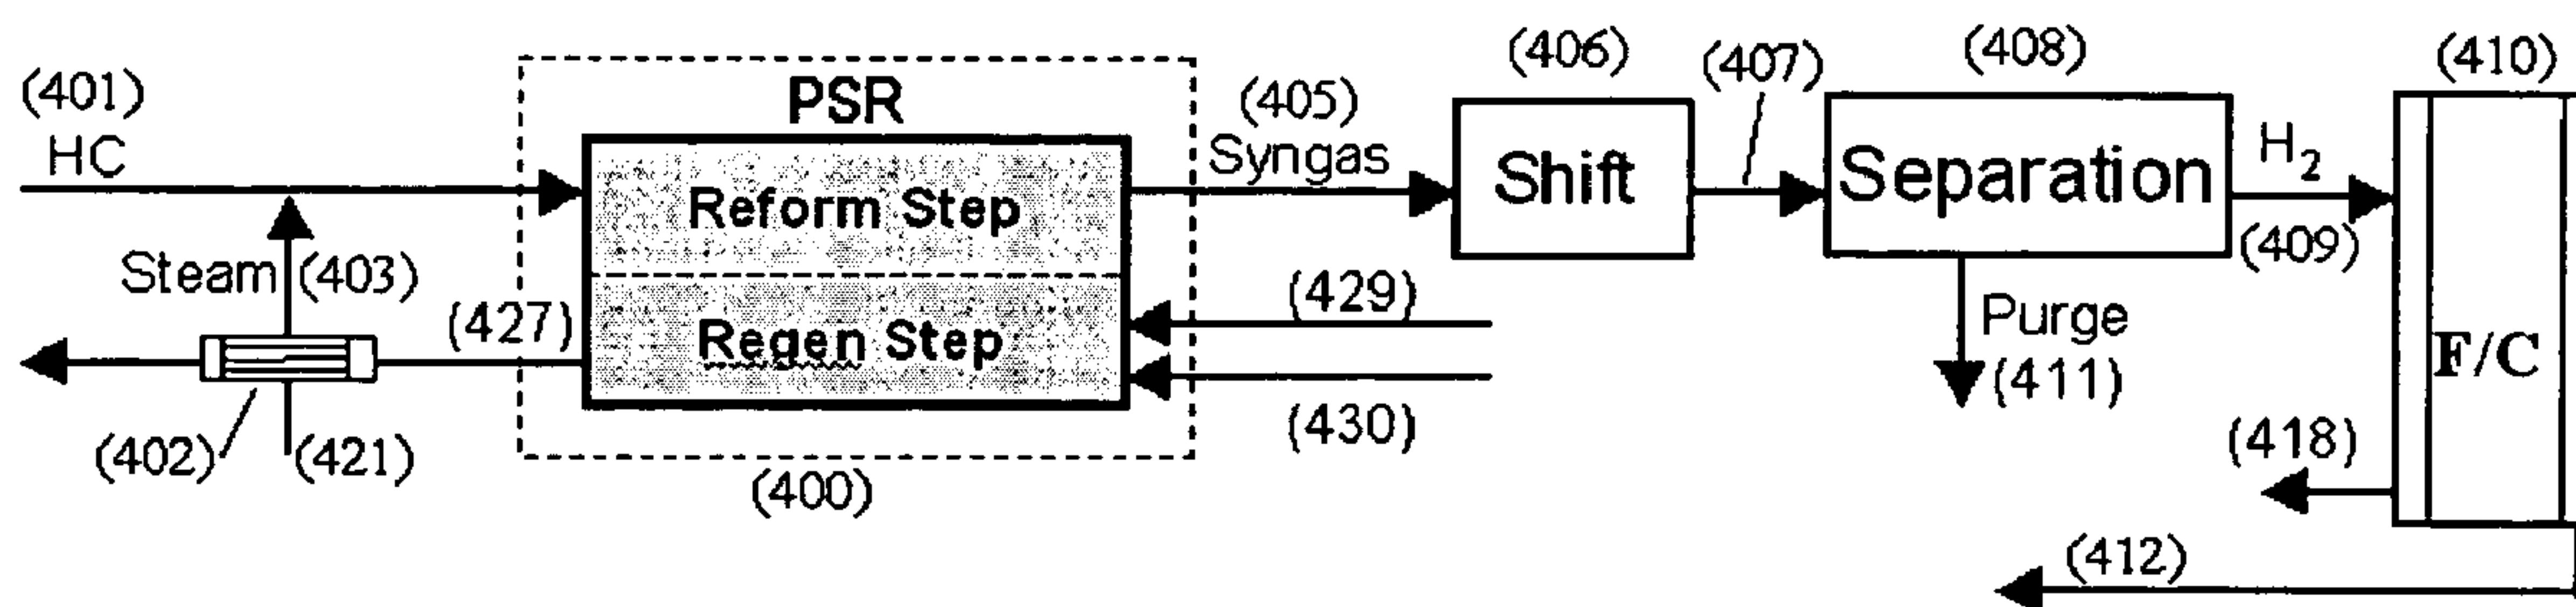 (401)
HC
Steam (403)
(427)
(402)
(421)
PSR
Reform Step
Regen Step
(400)
(405)
Syngas
(429)
(430)
(406)
Shift
(407)
(408)
Separation
Purge
(411)
H2
(409)
(410)
F/C
(418)
(412)